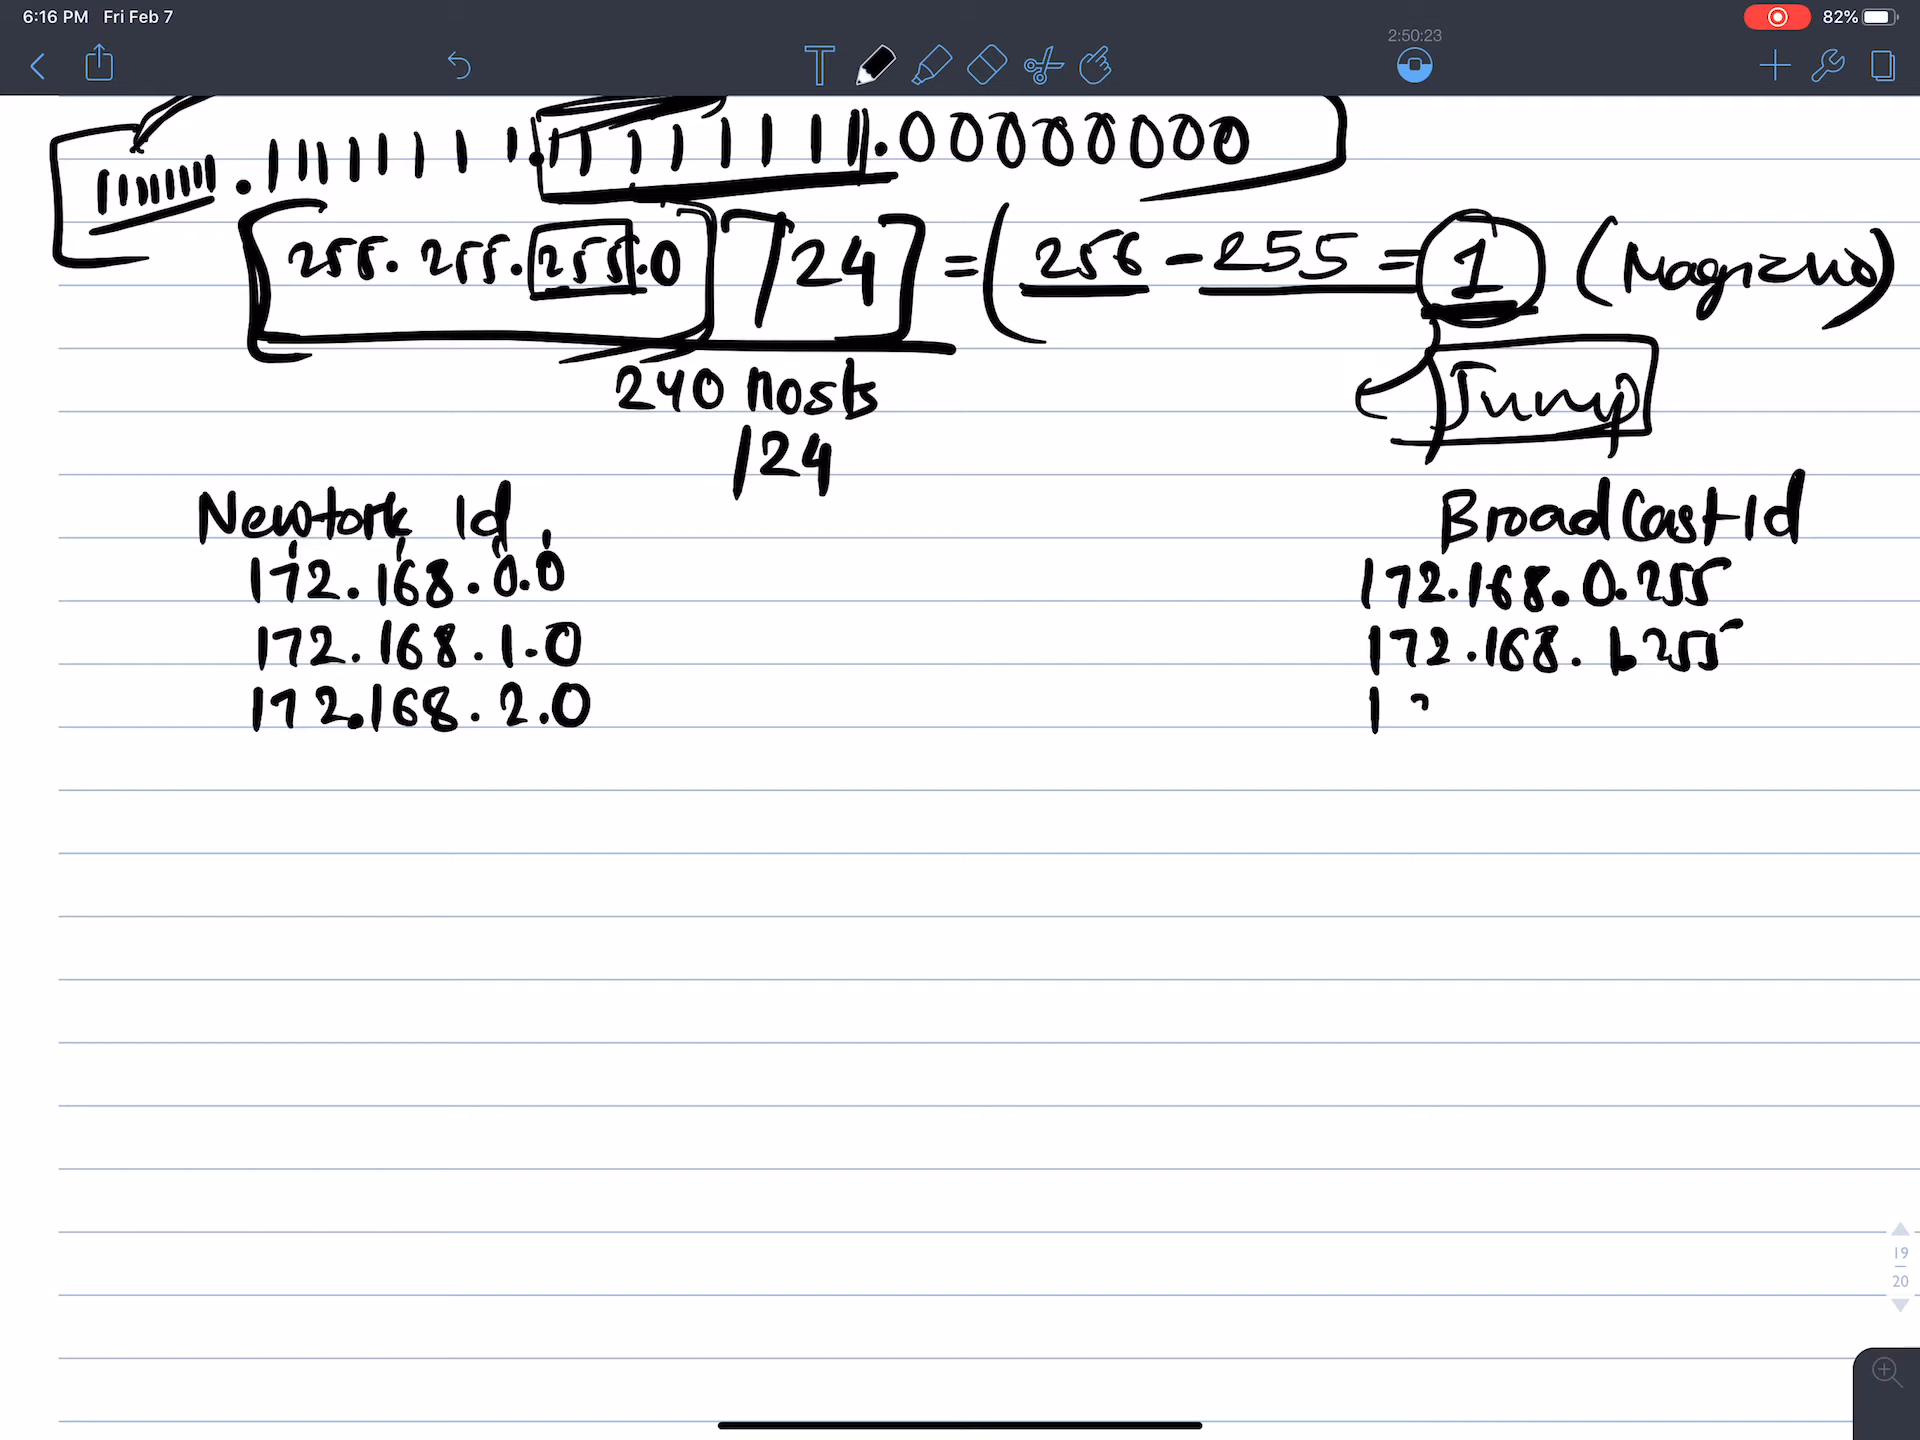 6:16 PM Fri Feb 7 82%
2:50:23
T
11111111.11111111.11111111.00000000
255.255.255.0 /24 = (256 - 255 = 1 (Magic No)
240 hosts Jump
/24
Newtork Id BroadCast Id
172.168.0.0 172.168.0.255
172.168.1.0 172.168.1.255
172.168.2.0 1
19
20